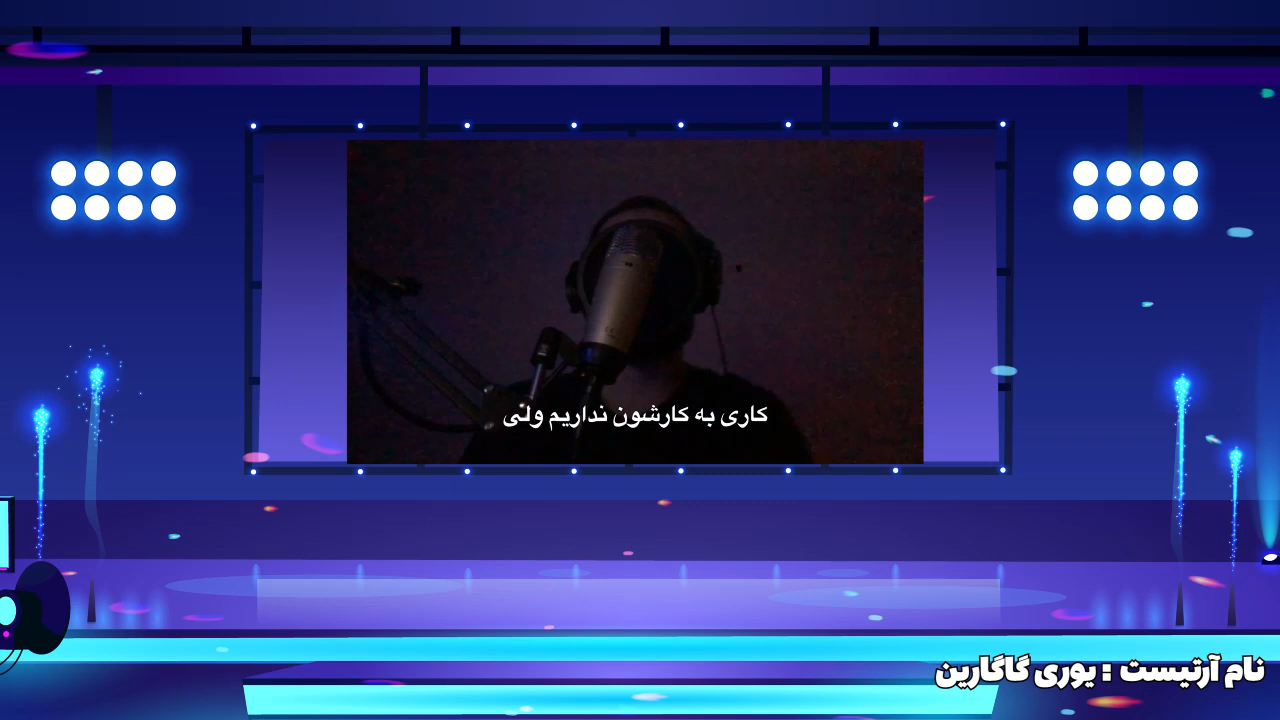 کاری به کارشون نداریم ولی
نام آرتیست : یوری گاگارین